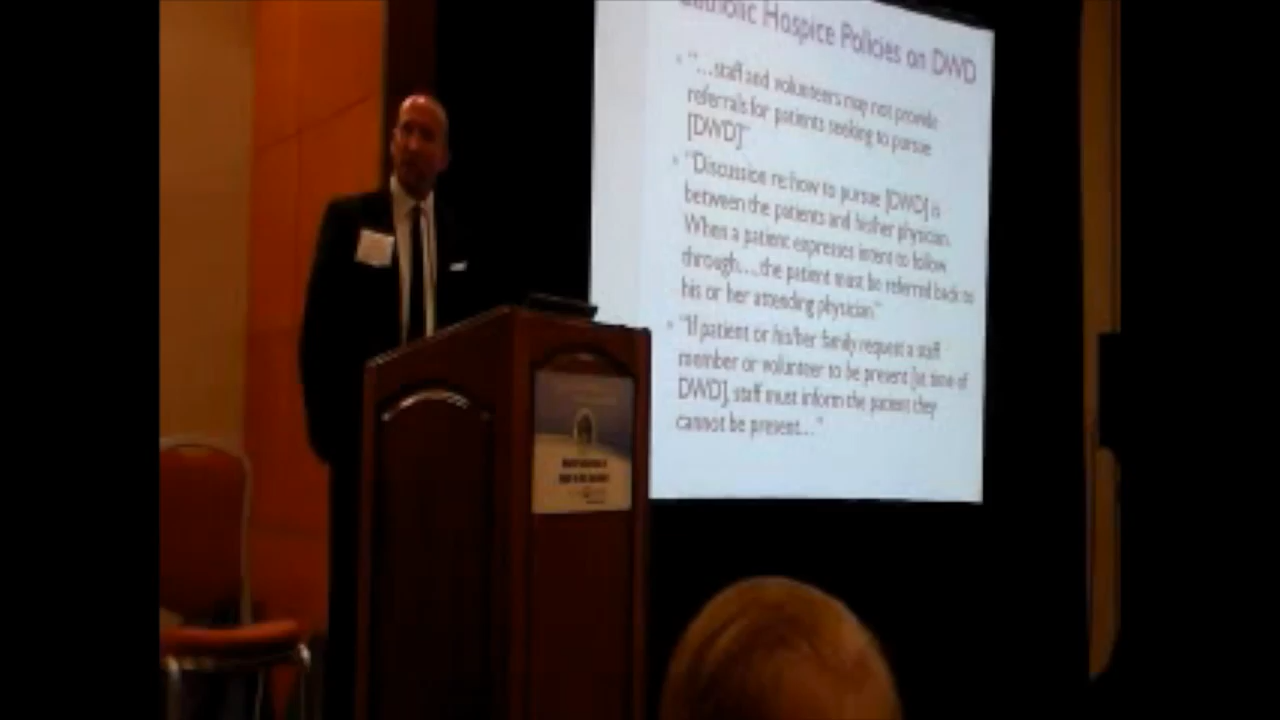 Catholic Hospice Policies on DWD
"...staff and volunteers may not provide
referrals for patients seeking to pursue
[DWD]"
"Discussion re: how to pursue [DWD] is
between the patients and his/her physician.
When a patient expresses intent to follow
through....the patient must be referred back to
his or her attending physician"
"If patient or his/her family request a staff
member or volunteer to be present [at time of
DWD], staff must inform the patient they
cannot be present..."